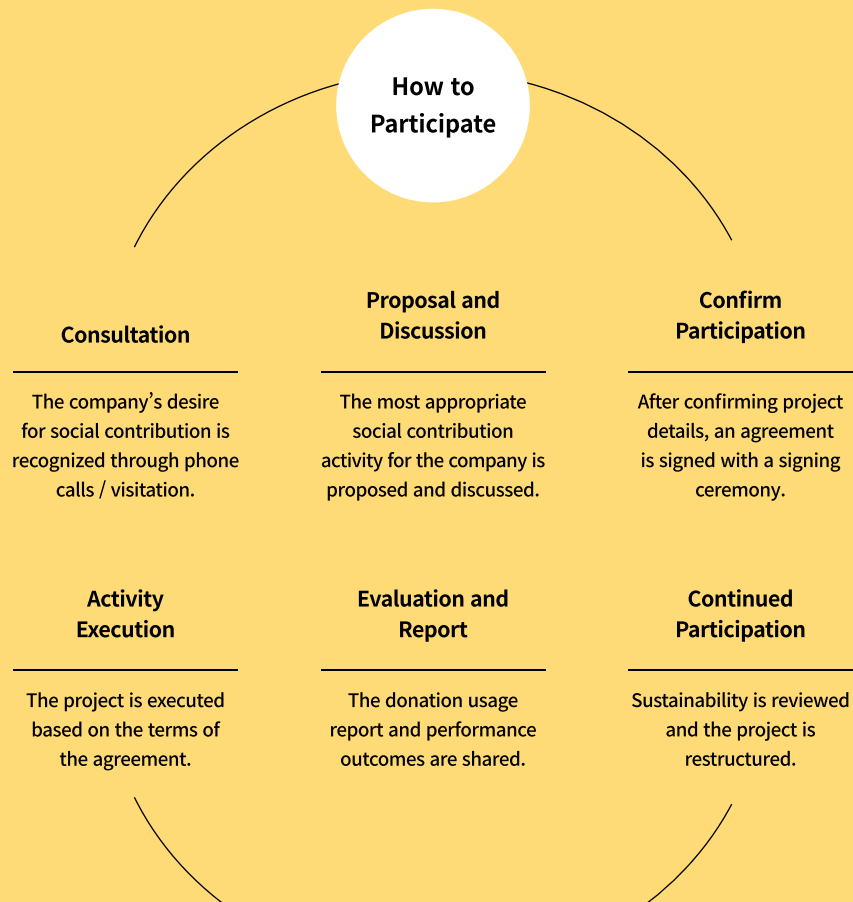 How to
Participate
Consultation
The company's desire
for social contribution is
recognized through phone
calls / visitation.
Proposal and
Discussion
The most appropriate
social contribution
activity for the company is
proposed and discussed.
Confirm
Participation
After confirming project
details, an agreement
is signed with a signing
ceremony.
Activity
Execution
The project is executed
based on the terms of
the agreement.
Evaluation and
Report
The donation usage
report and performance
outcomes are shared.
Continued
Participation
Sustainability is reviewed
and the project is
restructured.